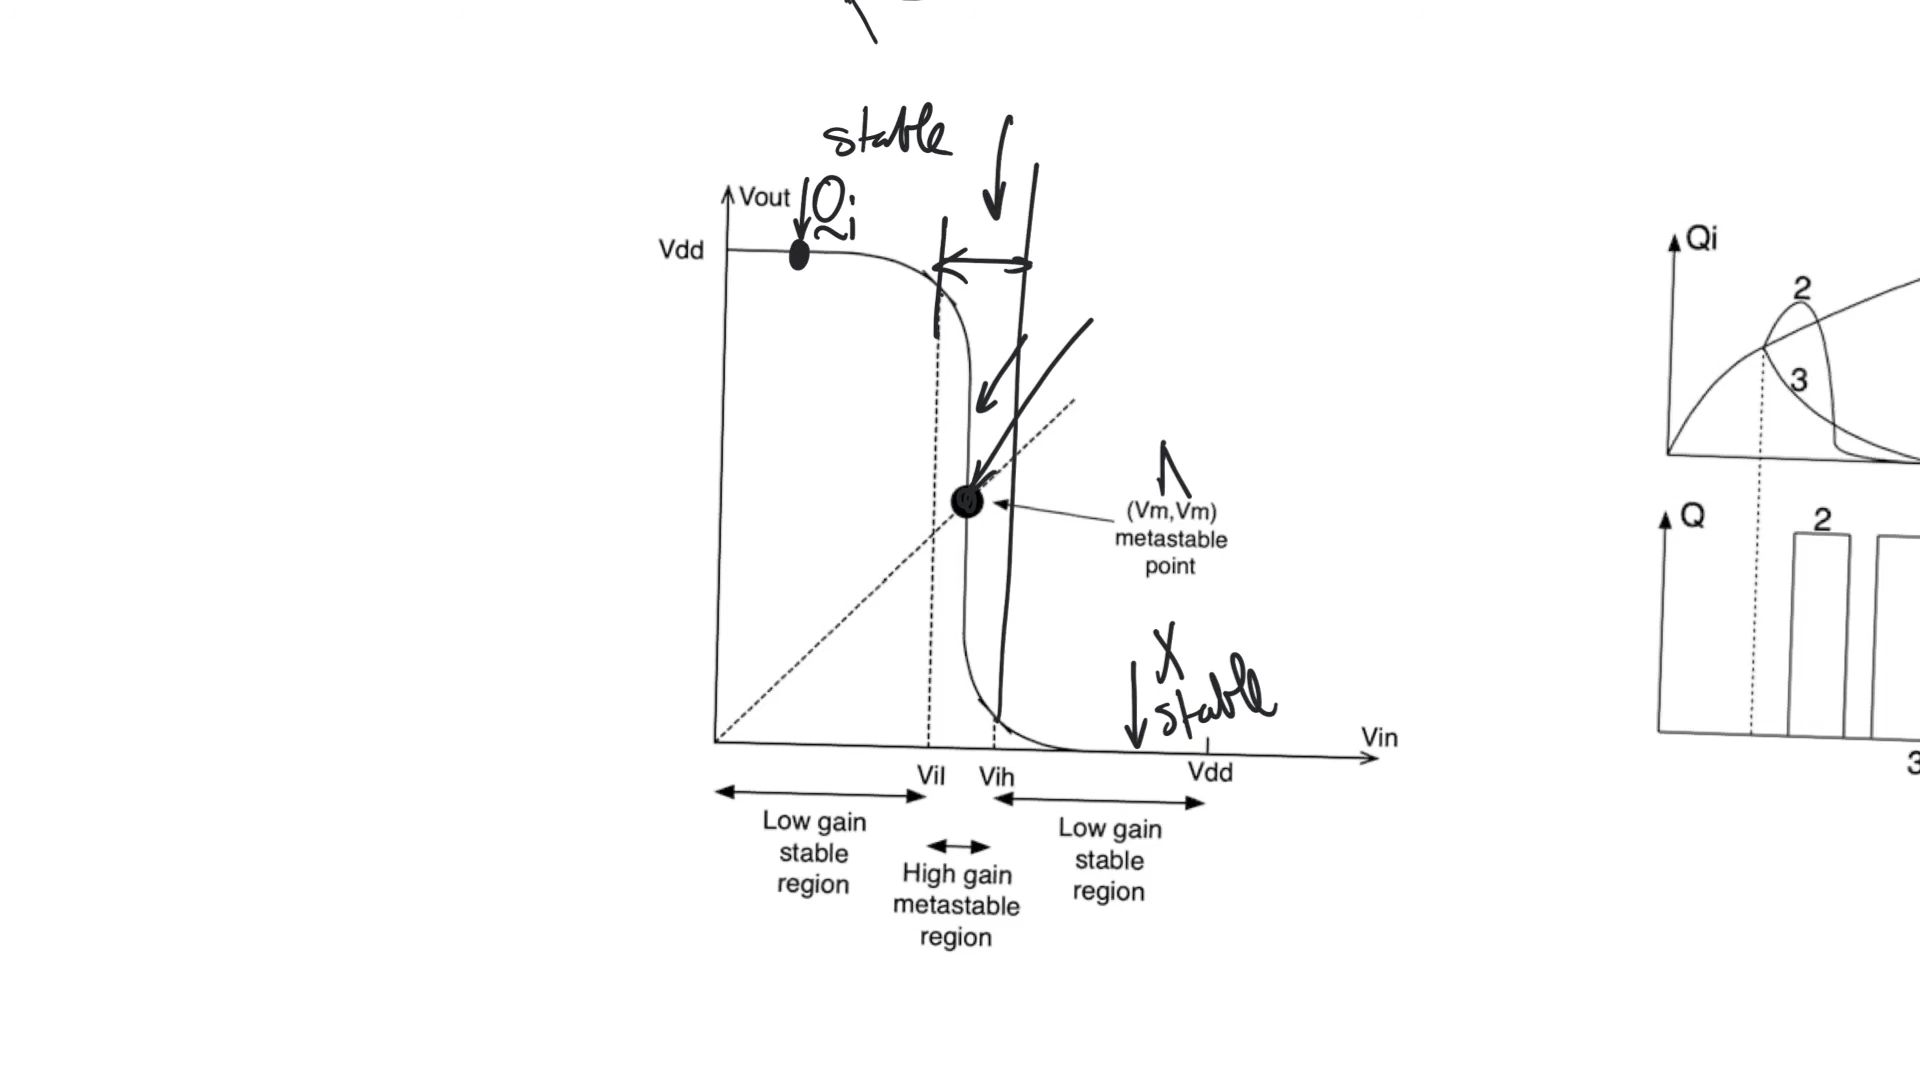 stable
Vout
Qi
Vdd
(Vm,Vm)
metastable
point
X
stable
Vin
Vil
Vih
Vdd
Low gain
stable
region
High gain
metastable
region
Low gain
stable
region
Qi
2
3
Q
2
3